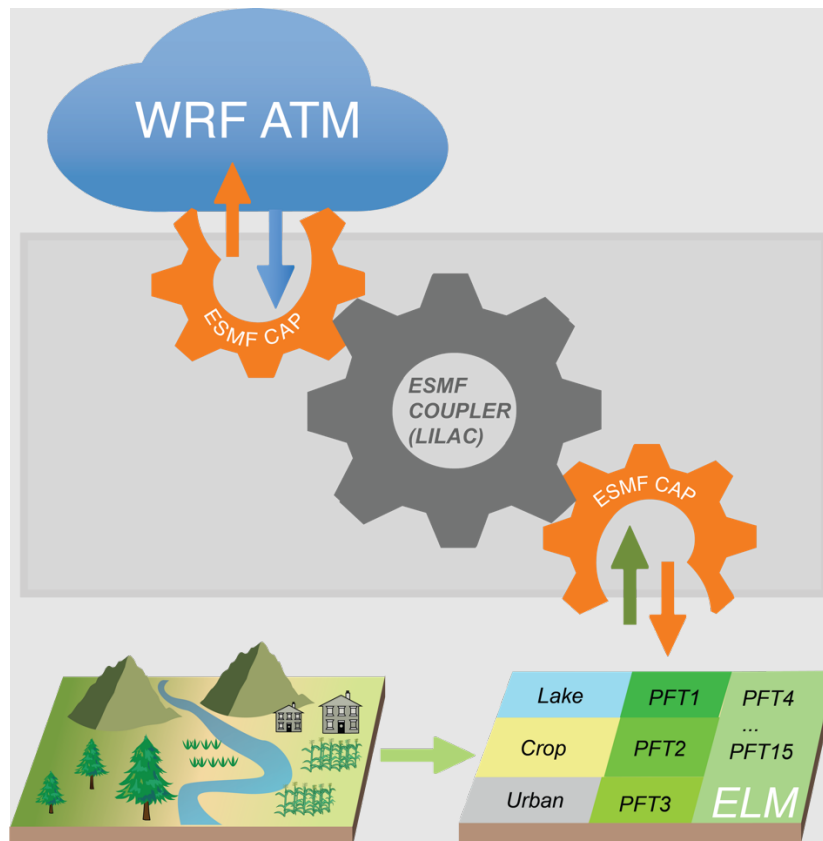 WRF ATM
ESMF CAP
ESMF
COUPLER
(LILAC)
ESMF CAP
Lake
PFT1
PFT4
...
Crop
PFT2
PFT15
Urban
PFT3
ELM